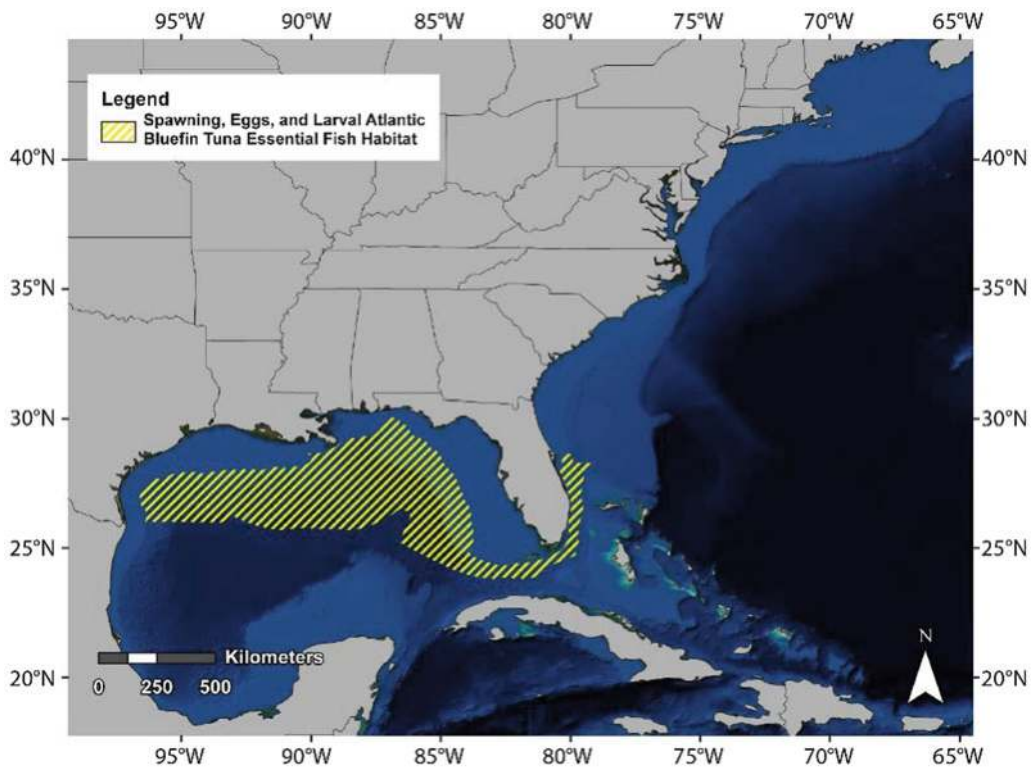 95°W 90°W 85°W 80°W 75°W 70°W 65°W
Legend
Spawning, Eggs, and Larval Atlantic
Bluefin Tuna Essential Fish Habitat
40°N 40°N
35°N 35°N
30°N 30°N
25°N 25°N
N
Kilometers
20°N 20°N
0 250 500
95°W 90°W 85°W 80°W 75°W 70°W 65°W